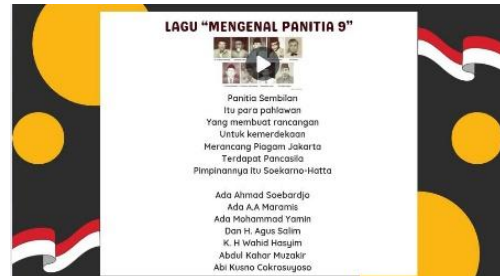 LAGU “MENGENAL PANITIA 9”
Panitia Sembilan
Itu para pahlawan
Yang membuat rancangan
Untuk kemerdekaan
Merancang Piagam Jakarta
Terdapat Pancasila
Pimpinannya itu Soekarno-Hatta
Ada Ahmad Soebardjo
Ada A.A Maramis
Ada Mohammad Yamin
Dan H. Agus Salim
K. H Wahid Hasyim
Abdul Kahar Muzakir
Abi Kusno Cokrosuyoso